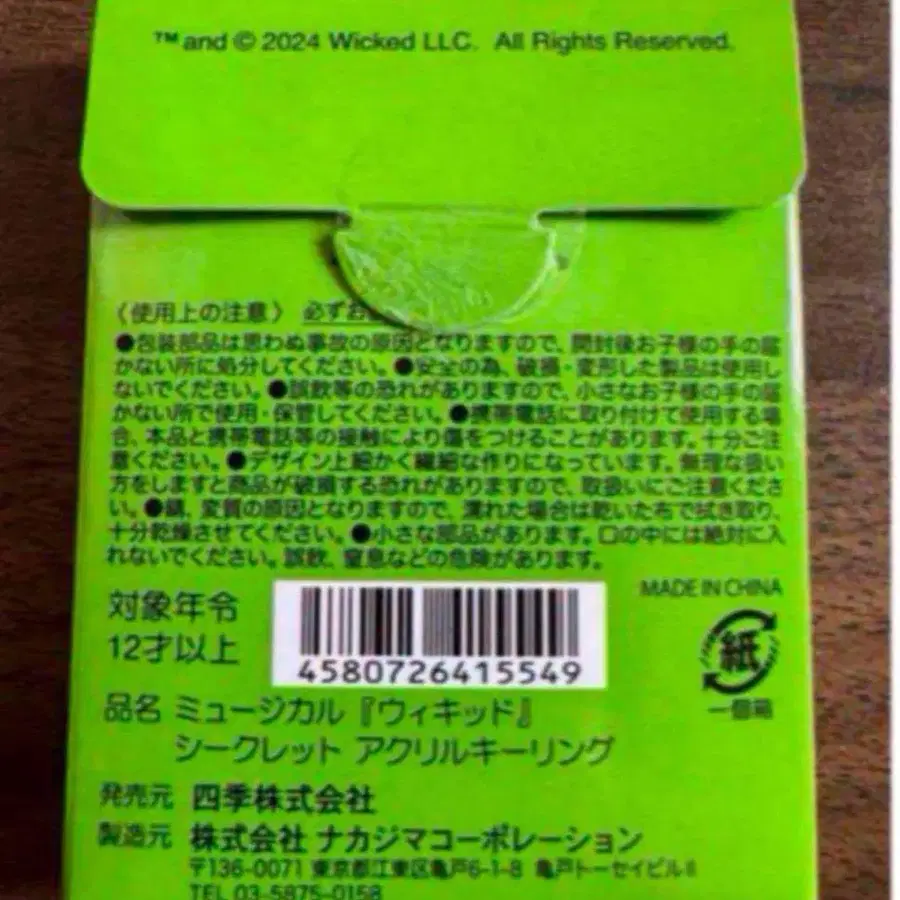 ™and © 2024 Wicked LLC. All Rights Reserved.
〈使用上の注意〉 必ずお
●包装部品は思わぬ事故の原因となりますので、開封後お子様の手の届
かない所に処分してください。●安全の為、破損・変形した製品は使用し
ないでください。●誤飲等の恐れがありますので、小さなお子様の手の届
かない所で使用・保管してください。●携帯電話に取り付けて使用する場
合、本品と携帯電話等の接触により傷をつけることがあります。十分ご注
意ください。●デザイン上細かく繊細な作りになっています。無理な扱い
方をしますと商品が破損する恐れがありますので、取扱いにご注意くださ
い。●錆、変質の原因となりますので、濡れた場合は乾いた布で拭き取り、
十分乾燥させてください。●小さな部品があります。口の中には絶対に入
れないでください。誤飲、窒息などの危険があります。
MADE IN CHINA
対象年令
12才以上
4580726415549
紙
一個箱
品名 ミュージカル『ウィキッド』
シークレット アクリルキーリング
発売元 四季株式会社
製造元 株式会社 ナカジマコーポレーション
〒136-0071 東京都江東区亀戸6-1-8 亀戸トーセイビルⅡ
TEL 03-5875-0158